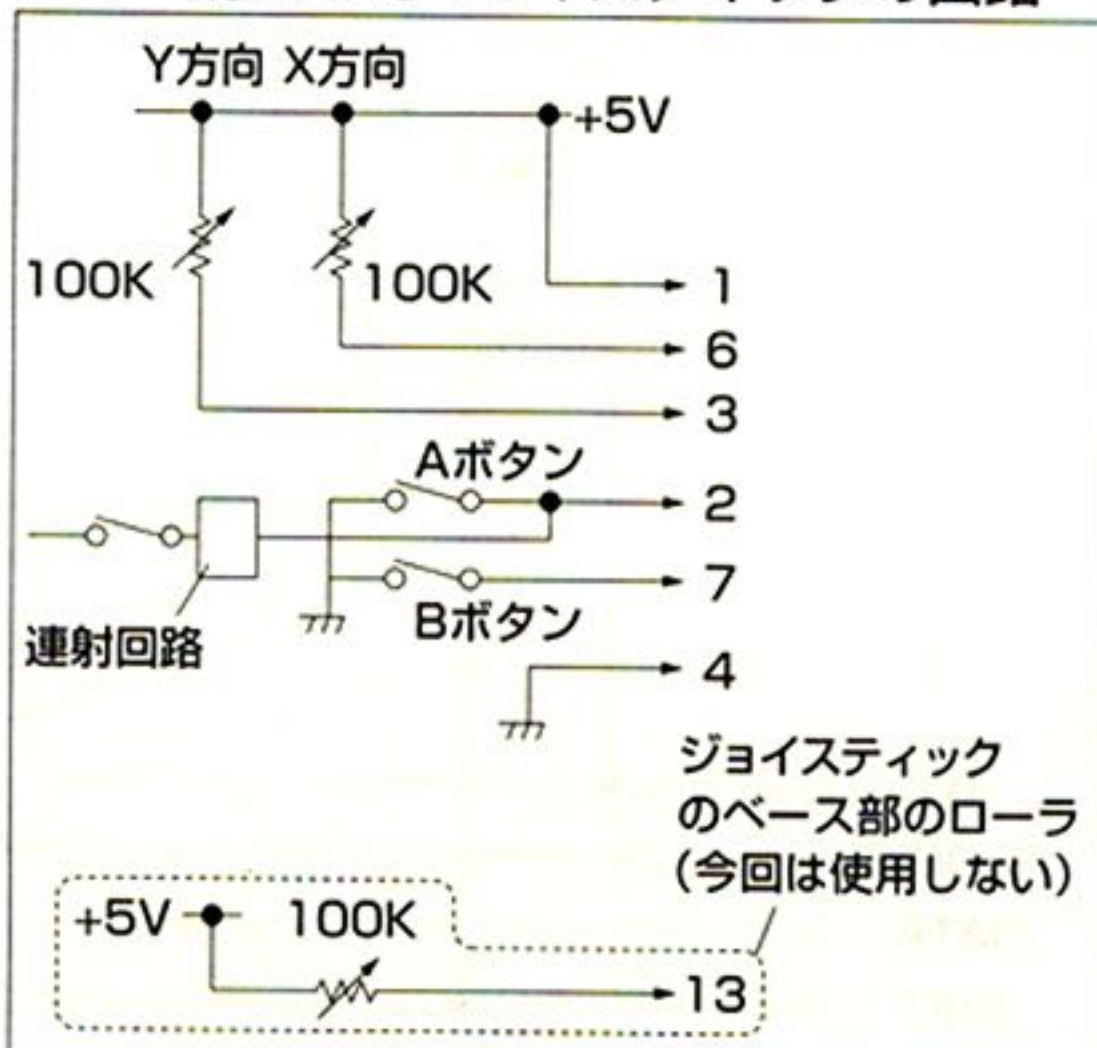 Y方向 X方向
+5V
100K
100K
1
6
3
Aボタン
2
7
Bボタン
連射回路
4
ジョイスティック
のベース部のローラ
(今回は使用しない)
+5V
100K
13